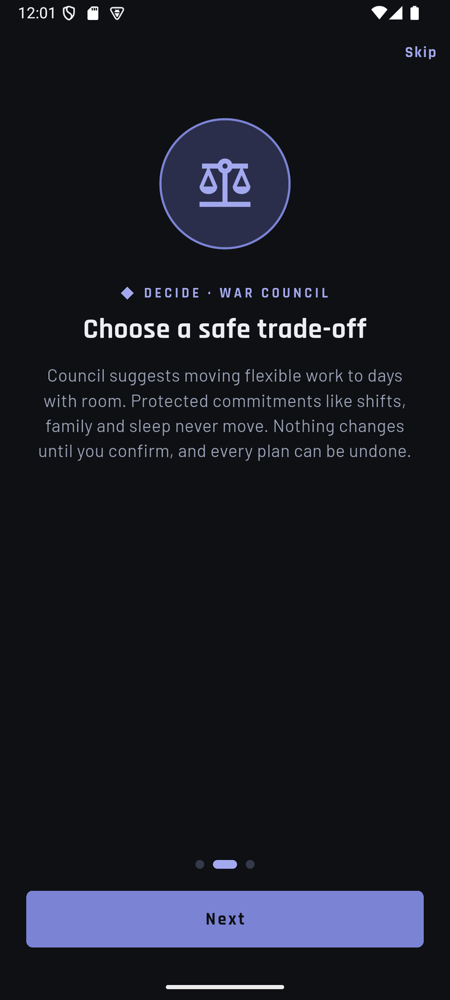 12:01
Skip
DECIDE · WAR COUNCIL
Choose a safe trade-off
Council suggests moving flexible work to days
with room. Protected commitments like shifts,
family and sleep never move. Nothing changes
until you confirm, and every plan can be undone.
Next